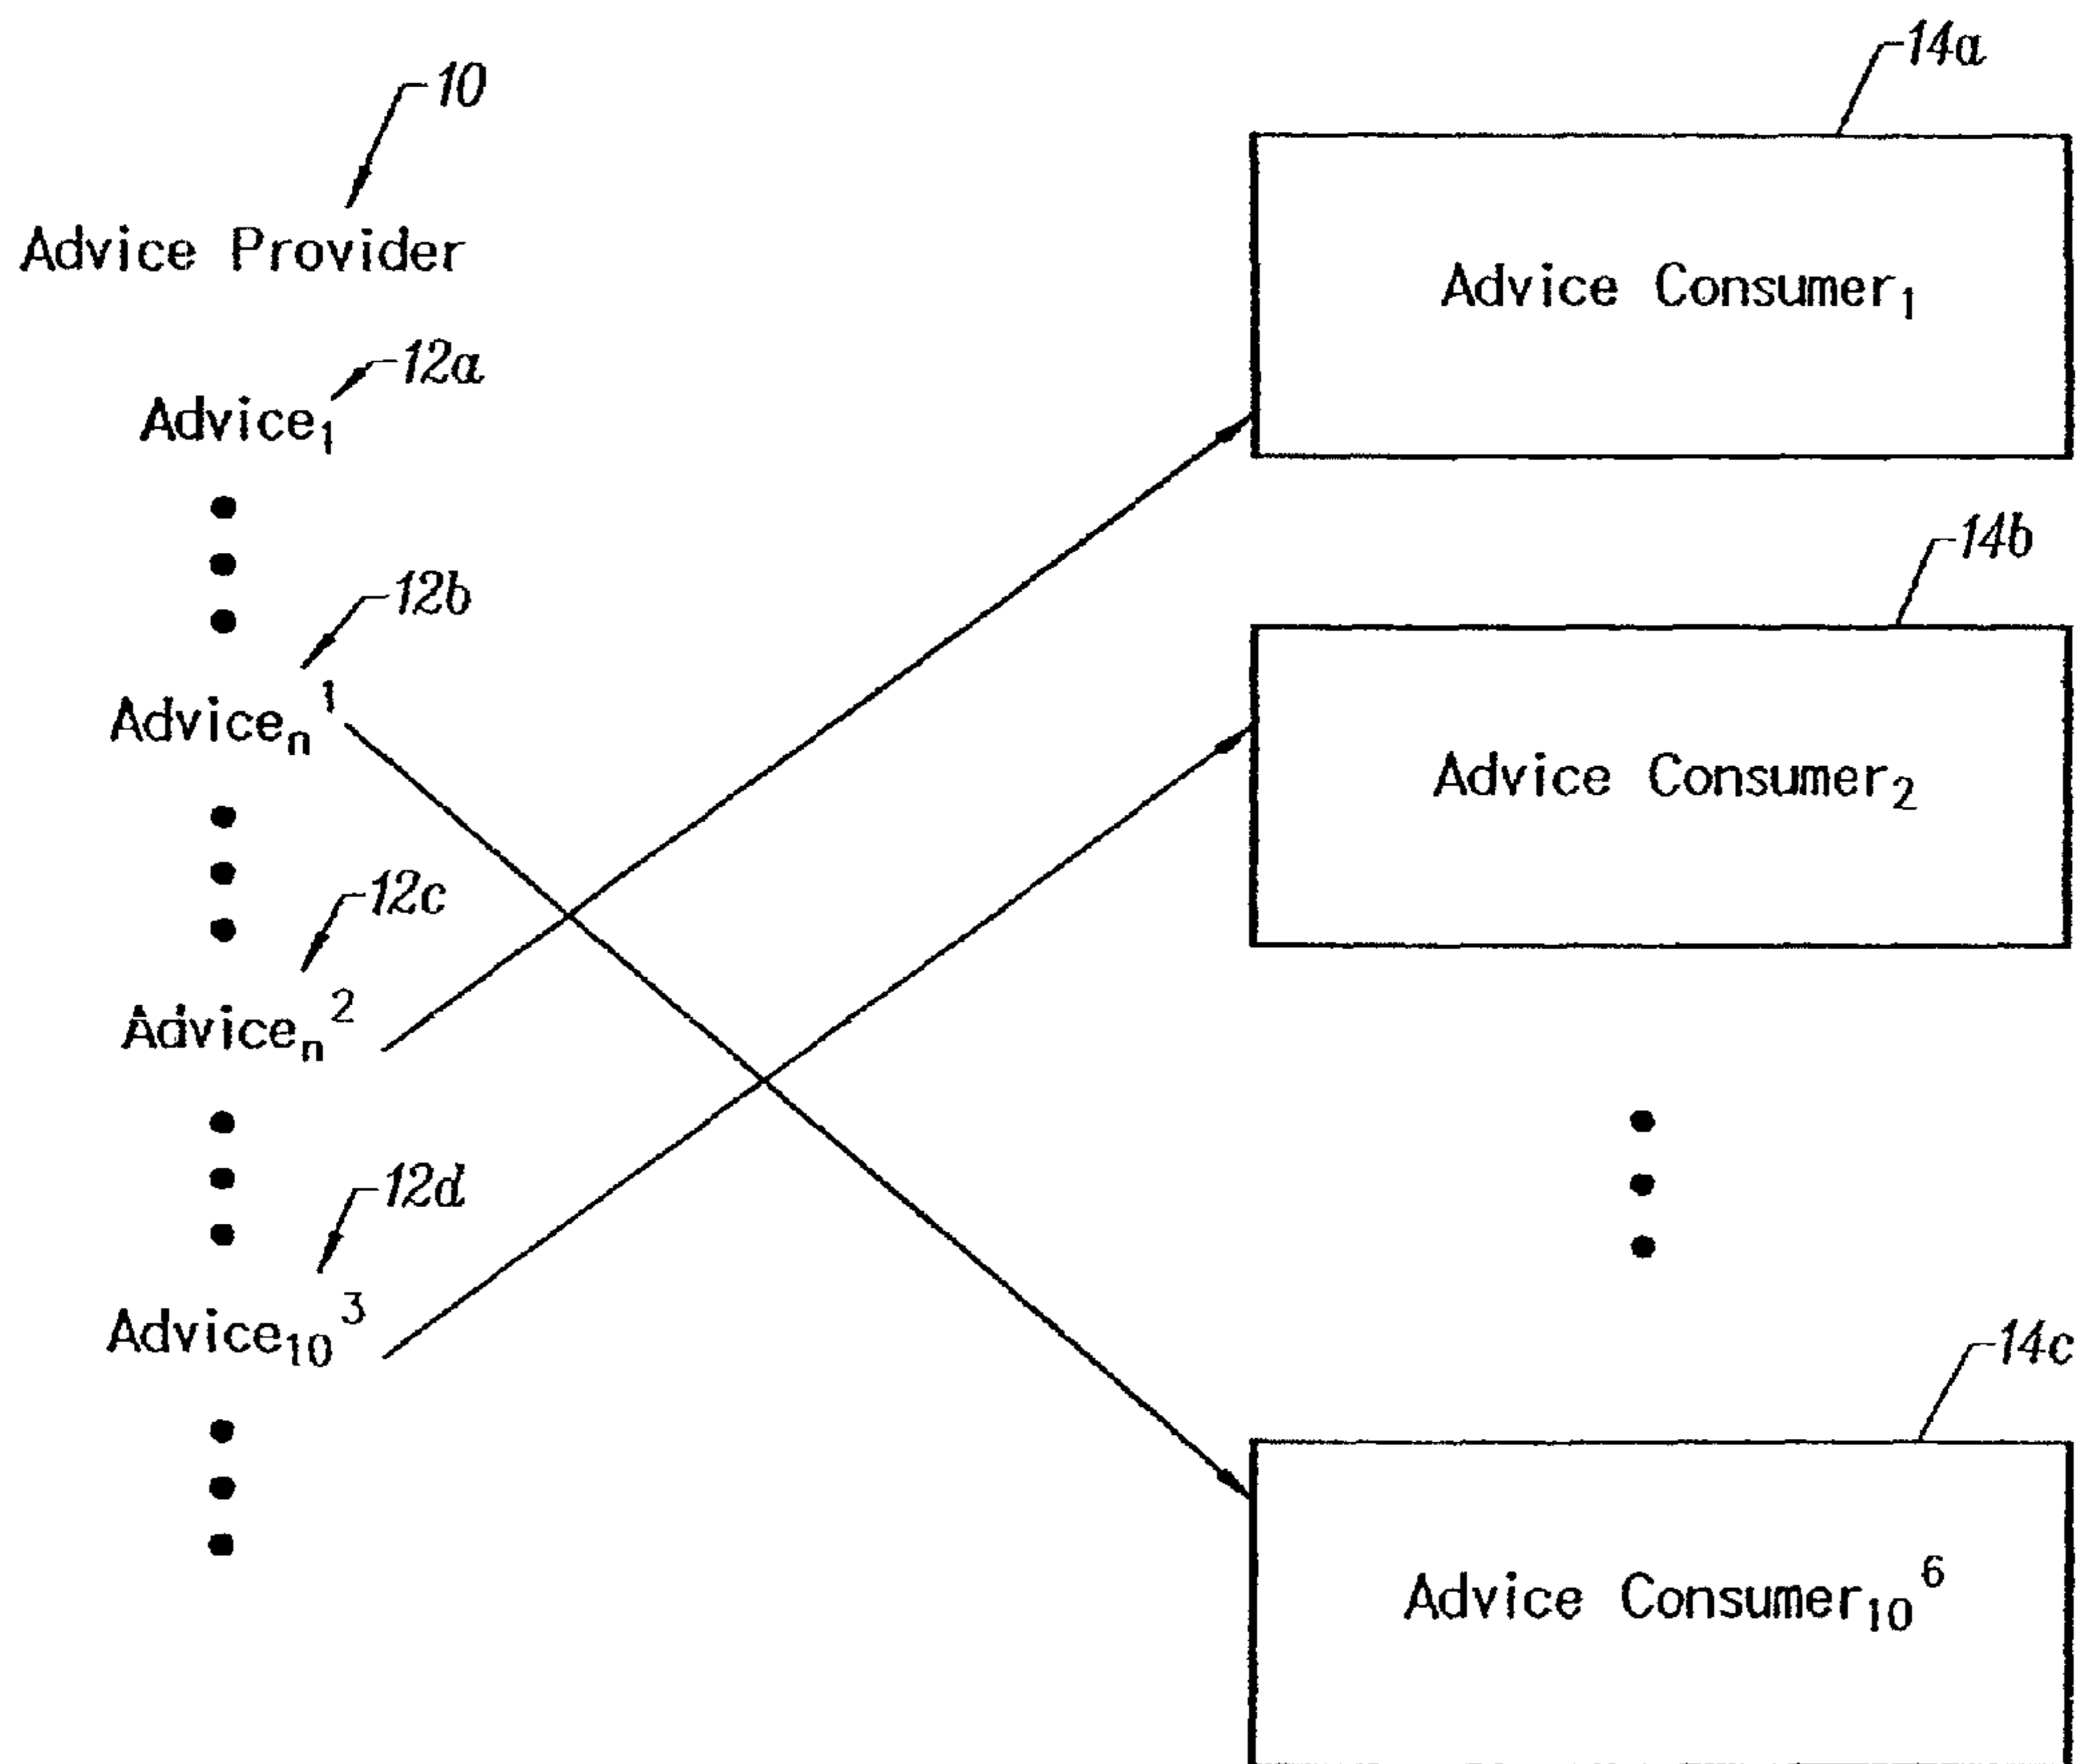 10
Advice Provider
12a
Advice₁
12b
Adviceₙ¹
12c
Adviceₙ²
12d
Advice₁₀³
14a
Advice Consumer₁
14b
Advice Consumer₂
14c
Advice Consumer₁₀⁶